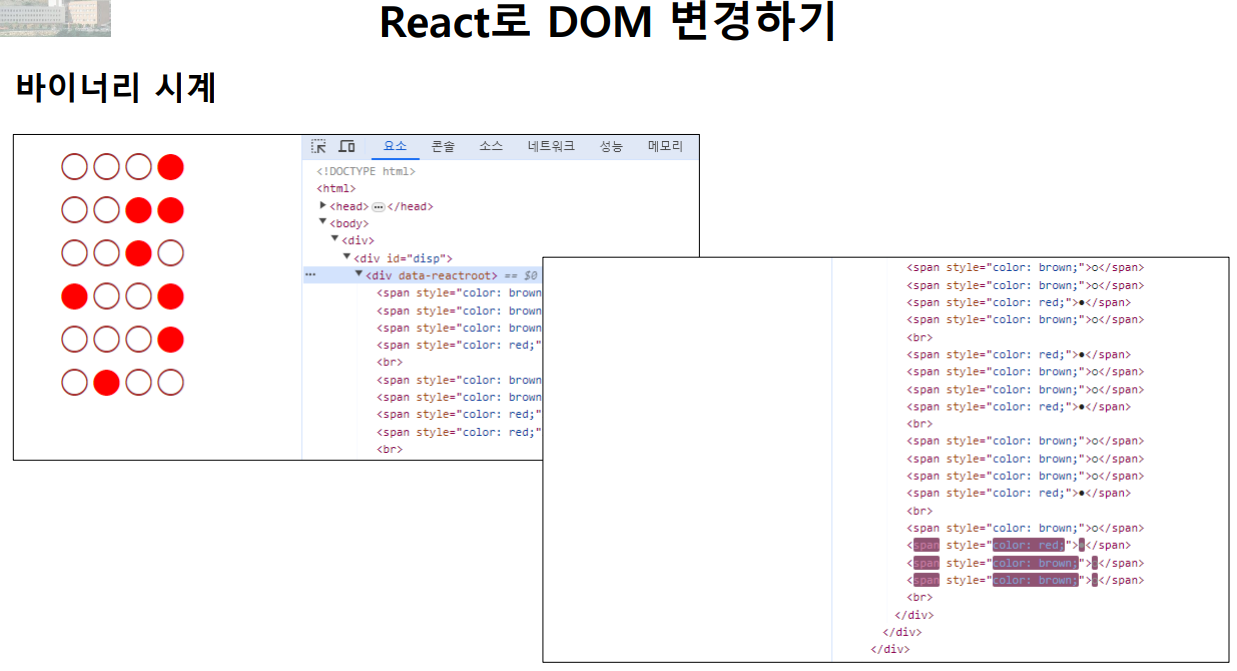 React로 DOM 변경하기
바이너리 시계
요소 콘솔 소스 네트워크 성능 메모리
<!DOCTYPE html>
<html>
<head> ⋯ </head>
<body>
<div>
<div id="disp">
⋯ <div data-reactroot> == $0
<span style="color: brown
<span style="color: brown
<span style="color: brown
<span style="color: red;"
<br>
<span style="color: brown
<span style="color: brown
<span style="color: red;"
<span style="color: red;"
<br>
<span style="color: brown;">○</span>
<span style="color: brown;">○</span>
<span style="color: red;">●</span>
<span style="color: brown;">○</span>
<br>
<span style="color: red;">●</span>
<span style="color: brown;">○</span>
<span style="color: brown;">○</span>
<span style="color: red;">●</span>
<br>
<span style="color: brown;">○</span>
<span style="color: brown;">○</span>
<span style="color: brown;">○</span>
<span style="color: red;">●</span>
<br>
<span style="color: brown;">○</span>
<span style="color: red;">●</span>
<span style="color: brown;">○</span>
<span style="color: brown;">○</span>
<br>
</div>
</div>
</div>